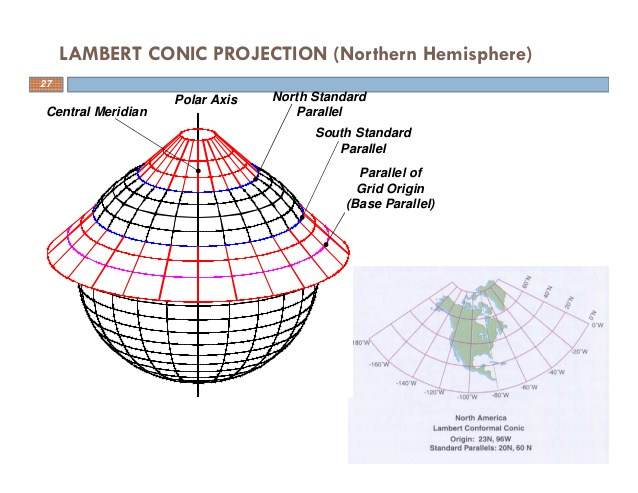 LAMBERT CONIC PROJECTION (Northern Hemisphere)
27
Polar Axis
North Standard
Parallel
Central Meridian
South Standard
Parallel
Parallel of
Grid Origin
(Base Parallel)
60°N
40°N
20°N
0°N
0°W
-20°W
-40°W
-60°W
-80°W
-100°W
-120°W
-140°W
-160°W
180°W
North America
Lambert Conformal Conic
Origin: 23N, 96W
Standard Parallels: 20N, 60 N